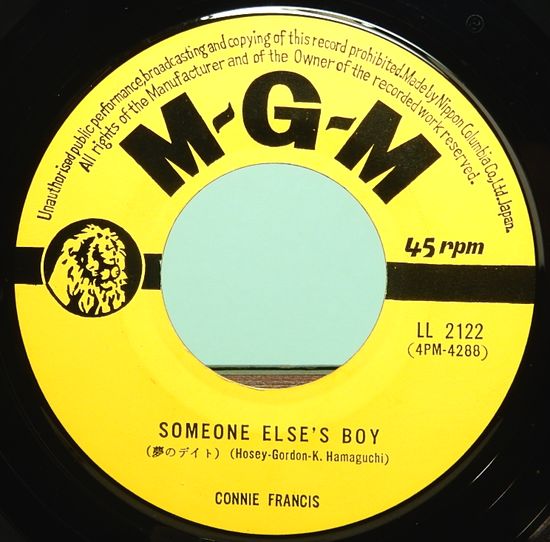 Unauthorised public performance, broadcasting and copying of this record prohibited. Made by Nippon Columbia Co., Ltd. Japan.
All rights of the Manufacturer and of the Owner of the recorded work reserved.
M-G-M
45 rpm
LL 2122
(4PM-4288)
SOMEONE ELSE'S BOY
(夢のデイト) (Hosey-Gordon-K. Hamaguchi)
CONNIE FRANCIS